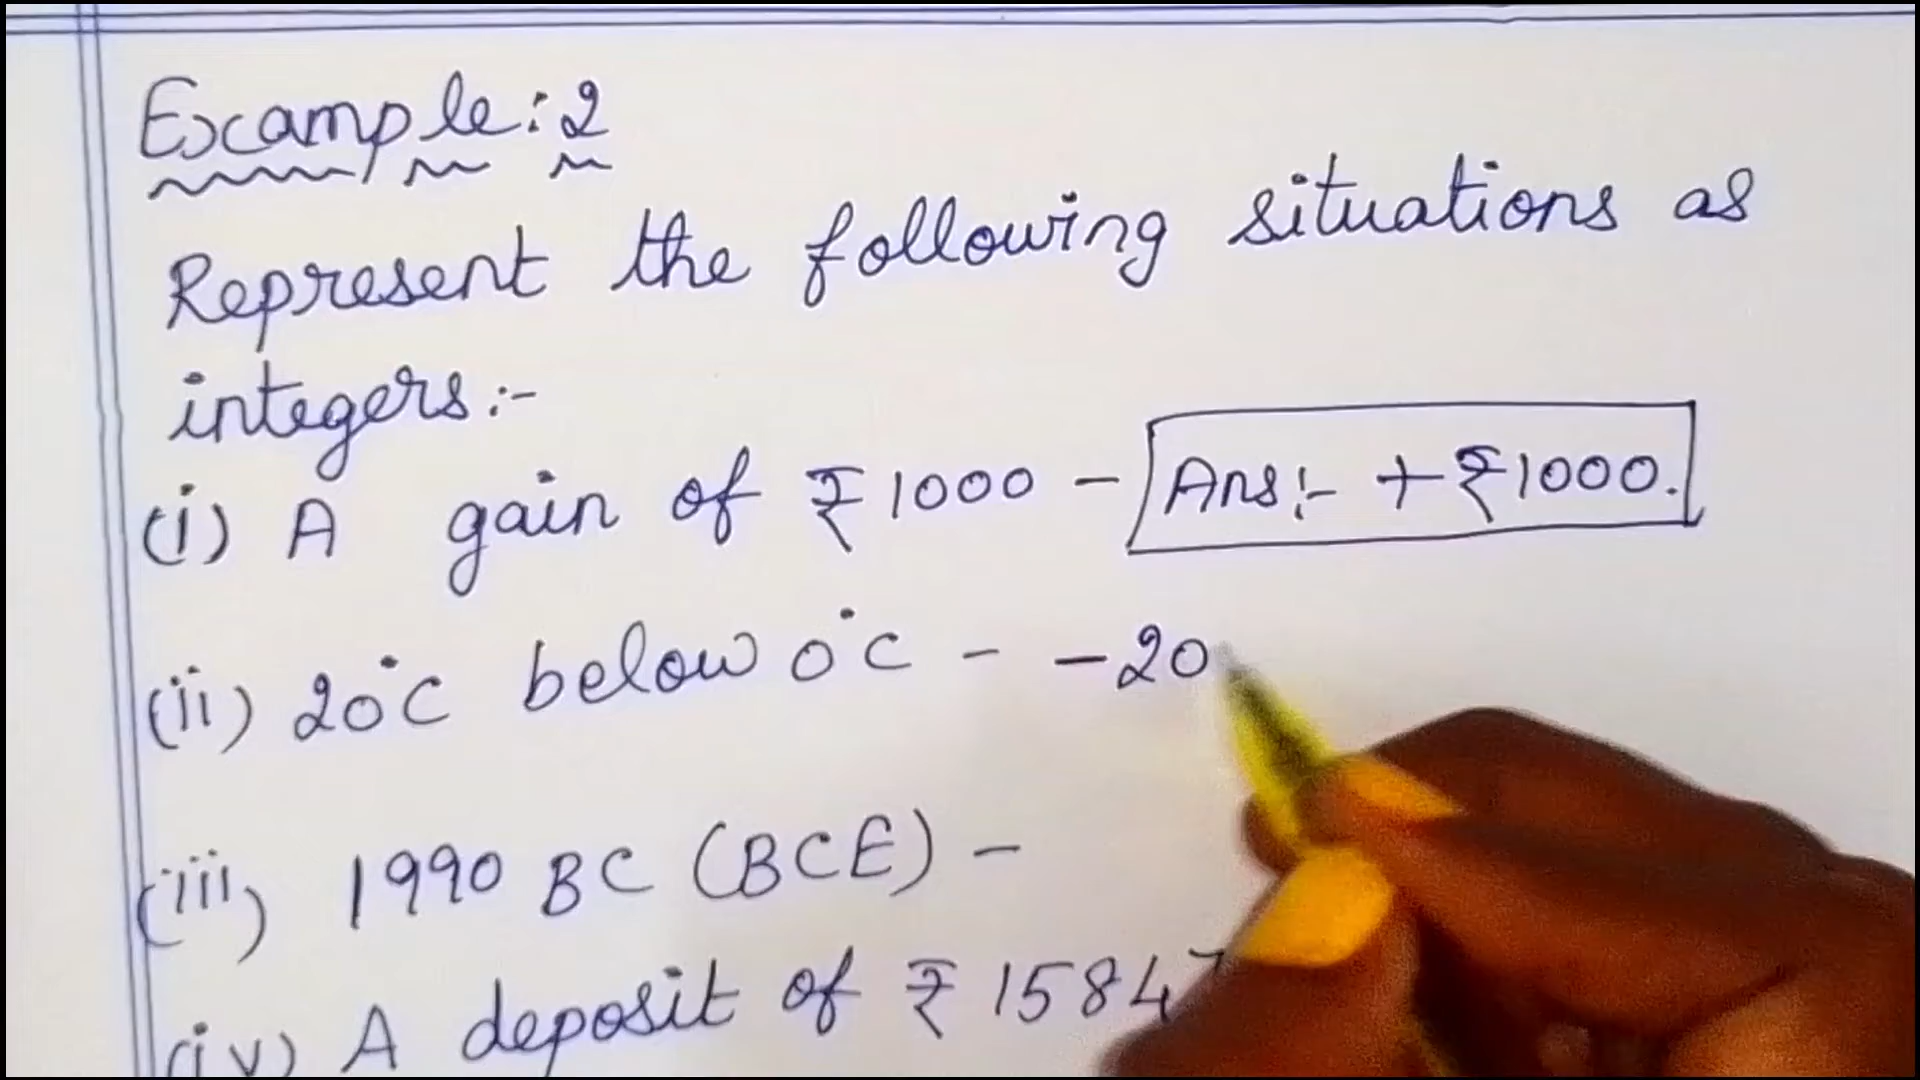 Example:2
Represent the following situations as
integers:-
(i) A gain of ₹1000 - Ans:- +₹1000.
(ii) 20°C below 0°C - -20
(iii) 1990 BC (BCE) -
(iv) A deposit of ₹ 15847